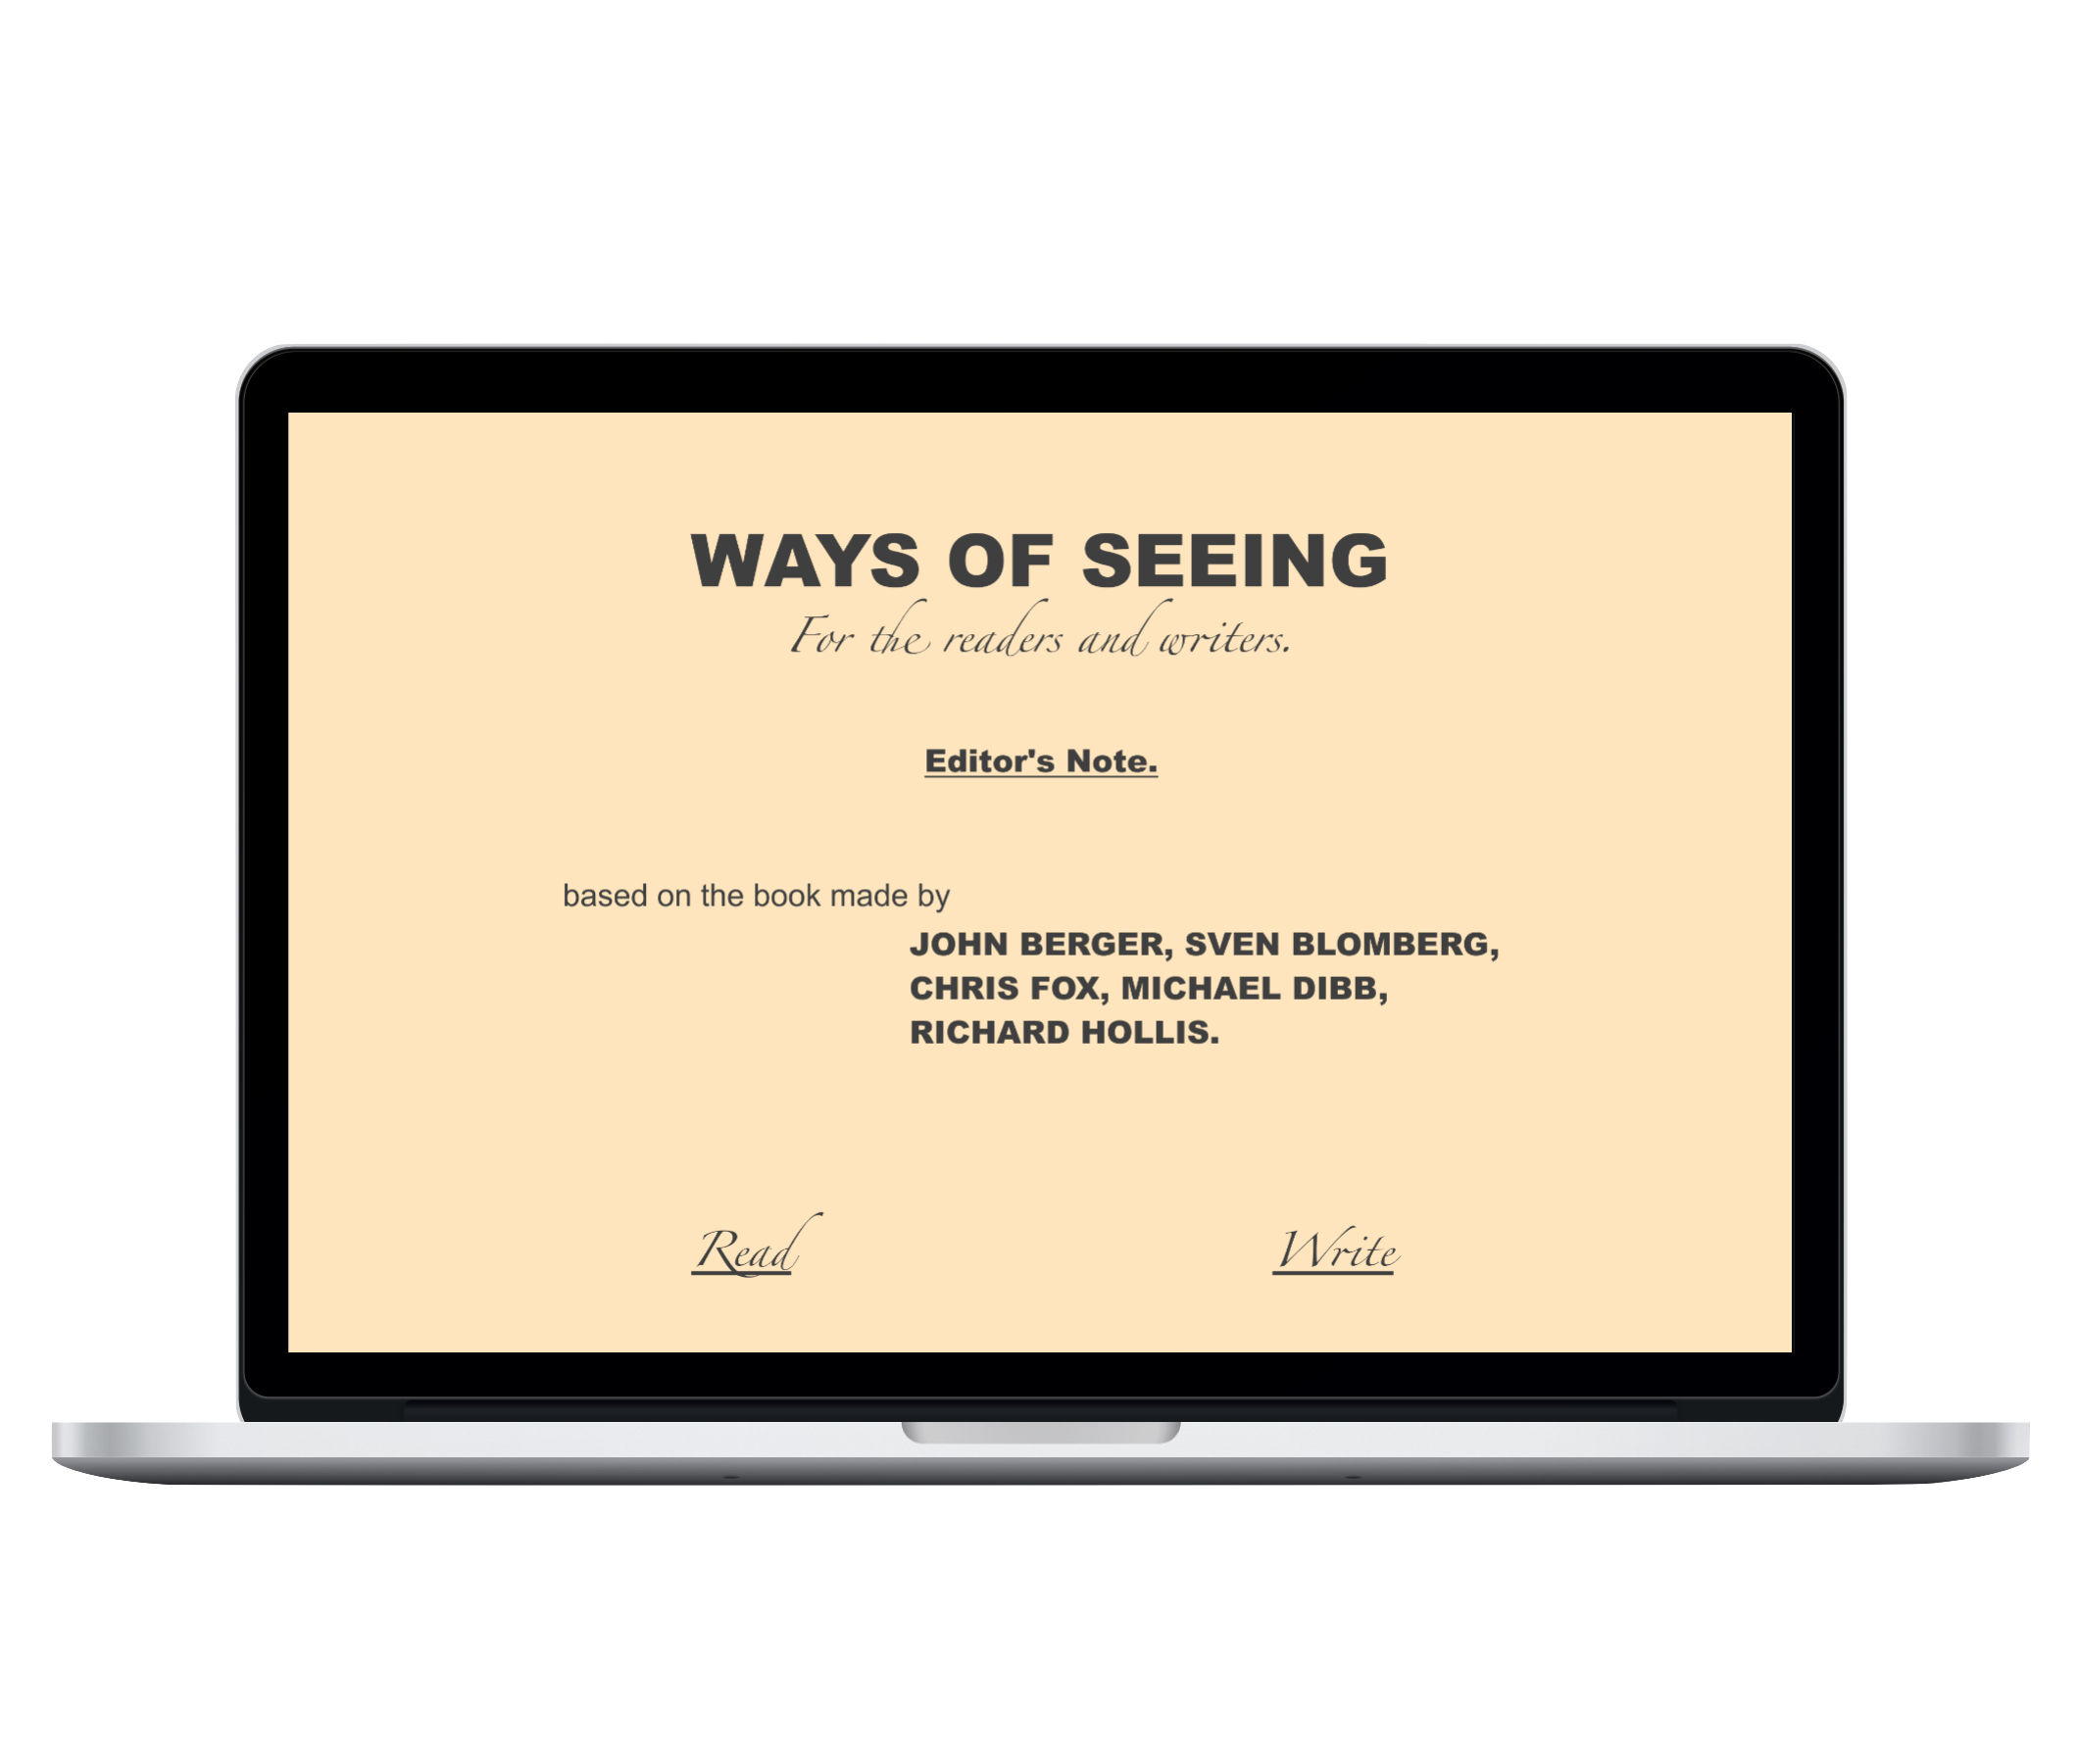 WAYS OF SEEING
For the readers and writers.
Editor's Note.
based on the book made by
JOHN BERGER, SVEN BLOMBERG,
CHRIS FOX, MICHAEL DIBB,
RICHARD HOLLIS.
Read
Write